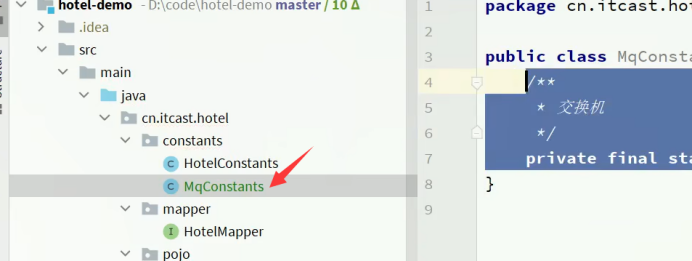 hotel-demo - D:\code\hotel-demo master / 10 Δ
.idea
src
main
java
cn.itcast.hotel
constants
HotelConstants
MqConstants
mapper
HotelMapper
pojo
1 package cn.itcast.ho
2
3 public class MqConsta
4 /**
5 * 交换机
6 */
7 private final sta
8 }
9